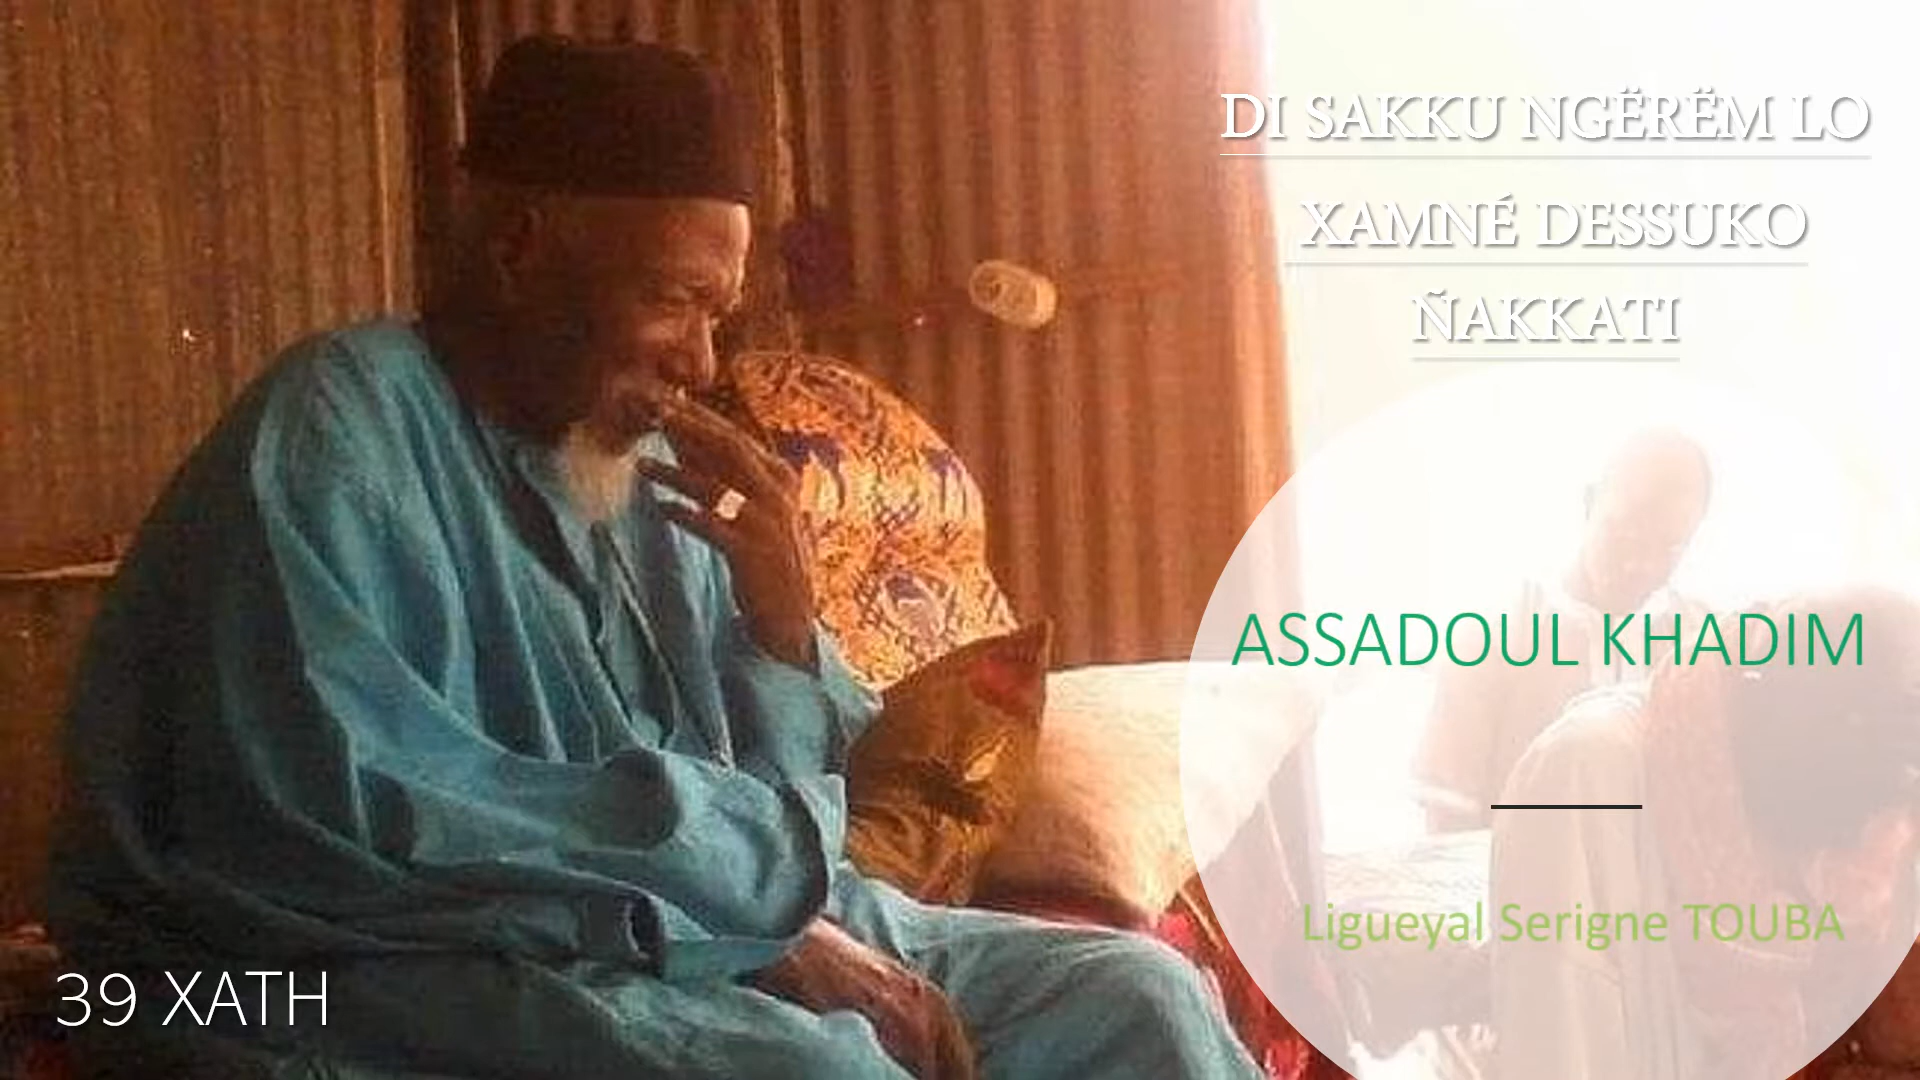 DI SAKKU NGËRËM LO
XAMNÉ DESSUKO
ÑAKKATI
ASSADOUL KHADIM
Ligueyal Serigne TOUBA
39 XATH